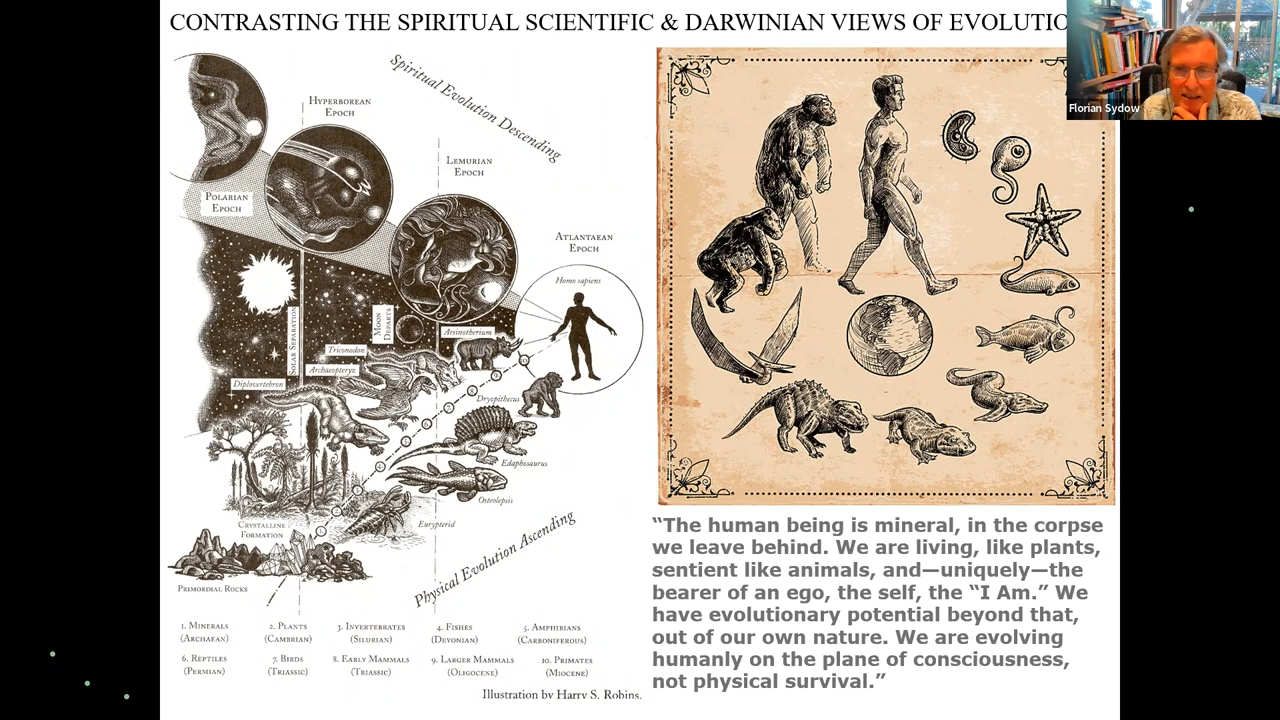 CONTRASTING THE SPIRITUAL SCIENTIFIC & DARWINIAN VIEWS OF EVOLUTIO
Florian Sydow
Spiritual Evolution Descending
HYPERBOREAN
EPOCH
LEMURIAN
EPOCH
POLARIAN
EPOCH
ATLANTAEAN
EPOCH
Homo sapiens
SOLAR SEPARATION
MOON
DEPARTS
Arsinotherium
Triconodon
Archaeopteryx
Diplovertebron
Dryopithecus
Edaphosaurus
Osteolepsis
Eurypterid
CRYSTALLINE
FORMATION
PRIMORDIAL ROCKS
Physical Evolution Ascending
1. MINERALS
(ARCHAEAN)
2. PLANTS
(CAMBRIAN)
3. INVERTEBRATES
(SILURIAN)
4. FISHES
(DEVONIAN)
5. AMPHIBIANS
(CARBONIFEROUS)
6. REPTILES
(PERMIAN)
7. BIRDS
(TRIASSIC)
8. EARLY MAMMALS
(TRIASSIC)
9. LARGER MAMMALS
(OLIGOCENE)
10. PRIMATES
(MIOCENE)
Illustration by Harry S. Robins.
“The human being is mineral, in the corpse
we leave behind. We are living, like plants,
sentient like animals, and—uniquely—the
bearer of an ego, the self, the “I Am.” We
have evolutionary potential beyond that,
out of our own nature. We are evolving
humanly on the plane of consciousness,
not physical survival.”